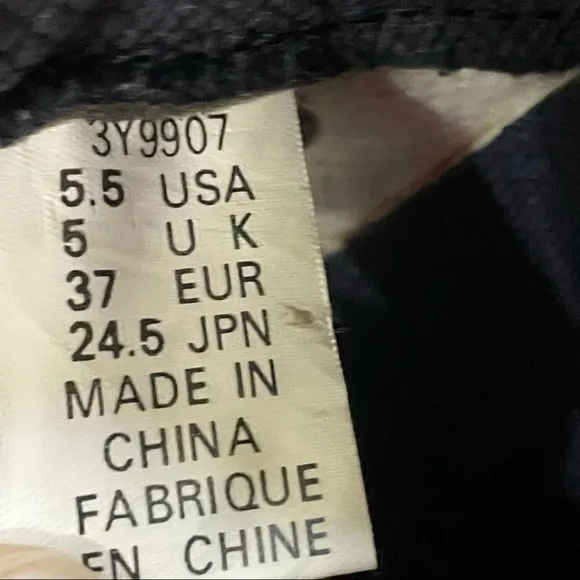 3Y9907
5.5 USA
5 U K
37 EUR
24.5 JPN
MADE IN
CHINA
FABRIQUE
EN CHINE